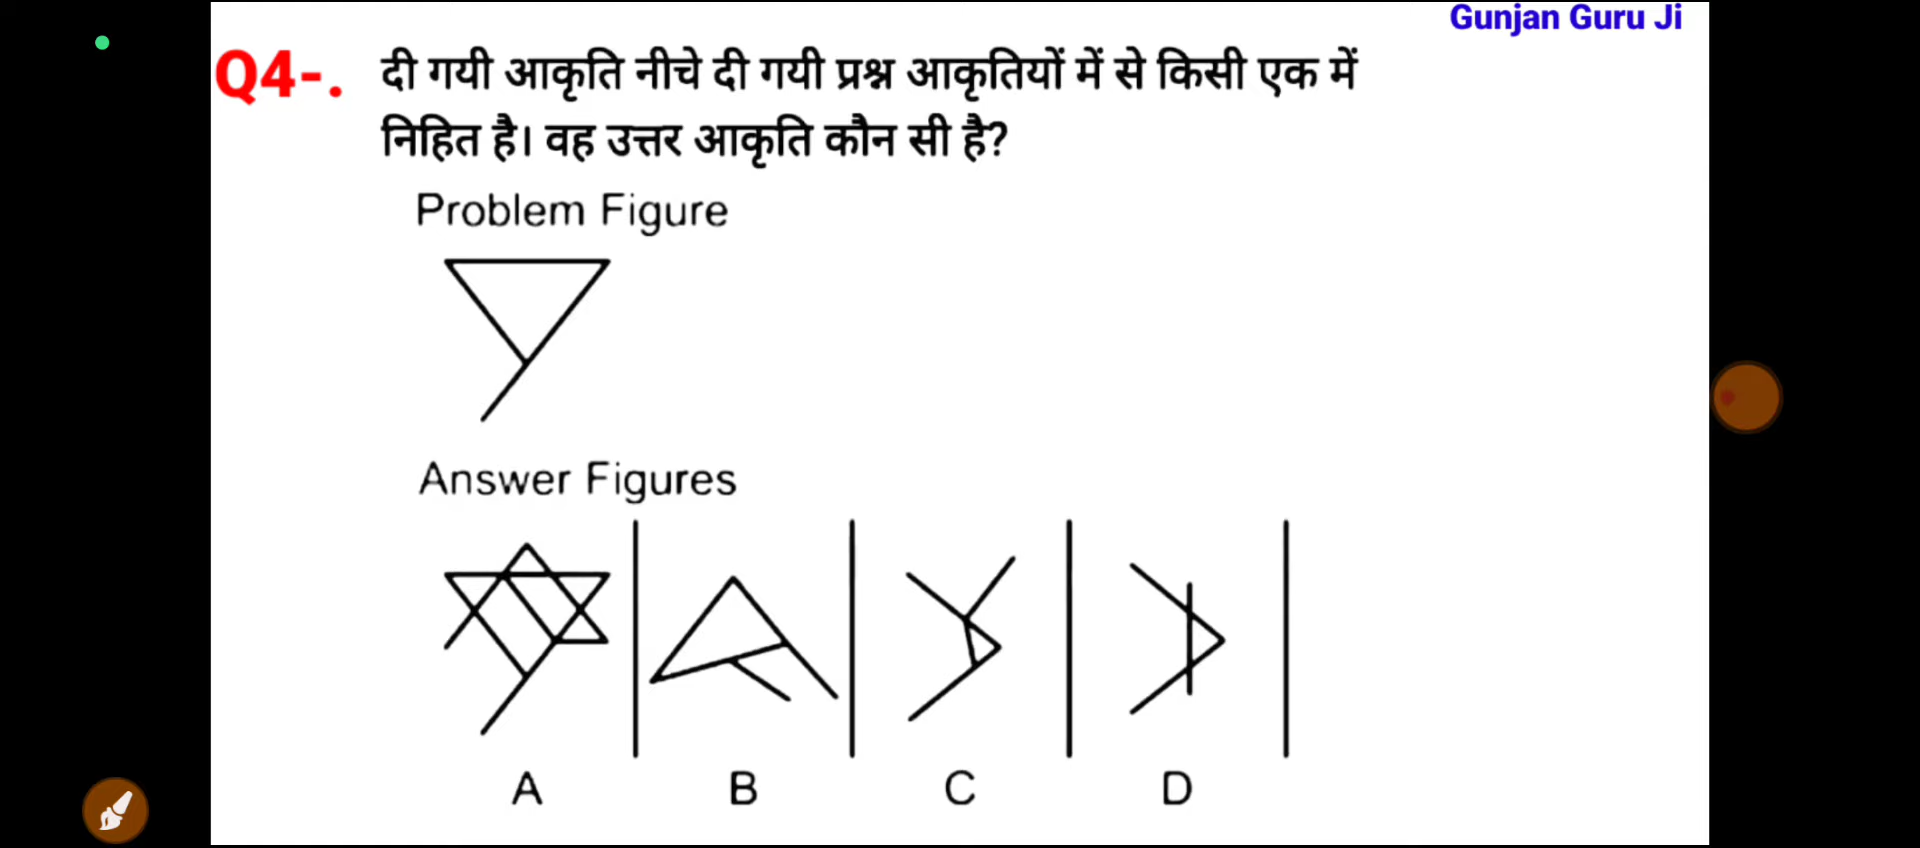 Gunjan Guru Ji
Q4-. दी गयी आकृति नीचे दी गयी प्रश्न आकृतियों में से किसी एक में
निहित है। वह उत्तर आकृति कौन सी है?
Problem Figure
Answer Figures
A B C D